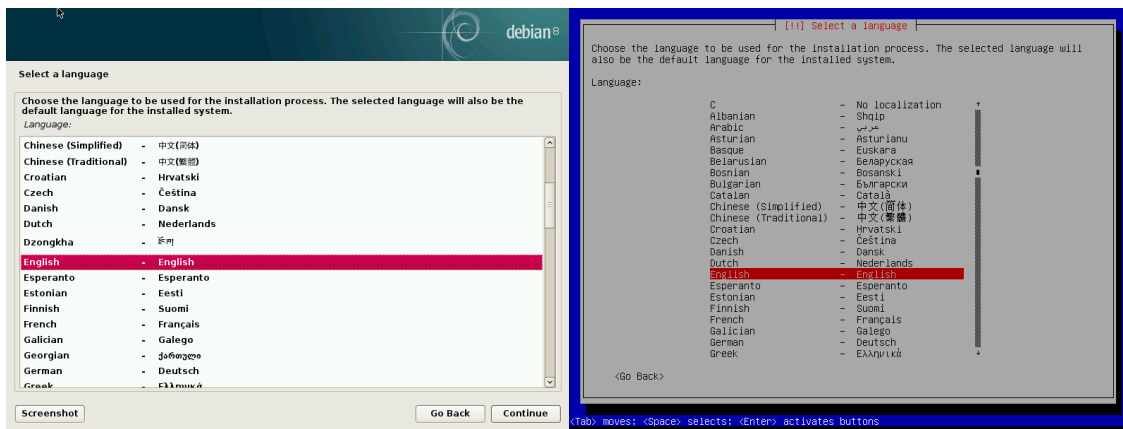 debian 8
Select a language
Choose the language to be used for the installation process. The selected language will also be the
default language for the installed system.
Language:
Chinese (Simplified) - 中文(简体)
Chinese (Traditional) - 中文(繁體)
Croatian - Hrvatski
Czech - Čeština
Danish - Dansk
Dutch - Nederlands
Dzongkha - རྫོང་ཁ།
English - English
Esperanto - Esperanto
Estonian - Eesti
Finnish - Suomi
French - Français
Galician - Galego
Georgian - ქართული
German - Deutsch
Greek - Ελληνικά
Screenshot
Go Back
Continue
[!!] Select a language
Choose the language to be used for the installation process. The selected language will
also be the default language for the installed system.
Language:
C - No localization
Albanian - Shqip
Arabic - عربي
Asturian - Asturianu
Basque - Euskara
Belarusian - Беларуская
Bosnian - Bosanski
Bulgarian - Български
Catalan - Català
Chinese (Simplified) - 中文(简体)
Chinese (Traditional) - 中文(繁體)
Croatian - Hrvatski
Czech - Čeština
Danish - Dansk
Dutch - Nederlands
English - English
Esperanto - Esperanto
Estonian - Eesti
Finnish - Suomi
French - Français
Galician - Galego
German - Deutsch
Greek - Ελληνικά
<Go Back>
<Tab> moves; <Space> selects; <Enter> activates buttons